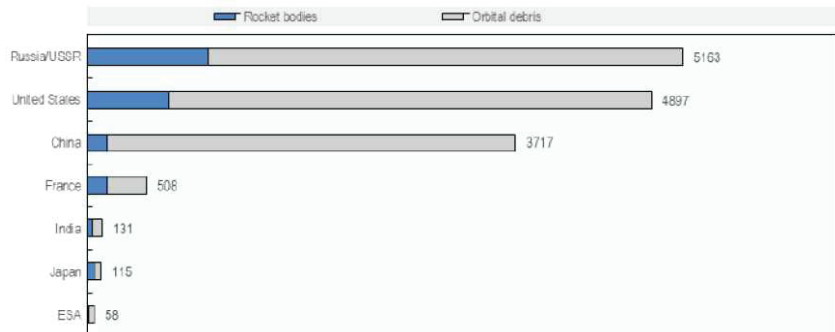 Rocket bodies Orbital debris
Russia/USSR 5163
United States 4897
China 3717
France 508
India 131
Japan 115
ESA 58